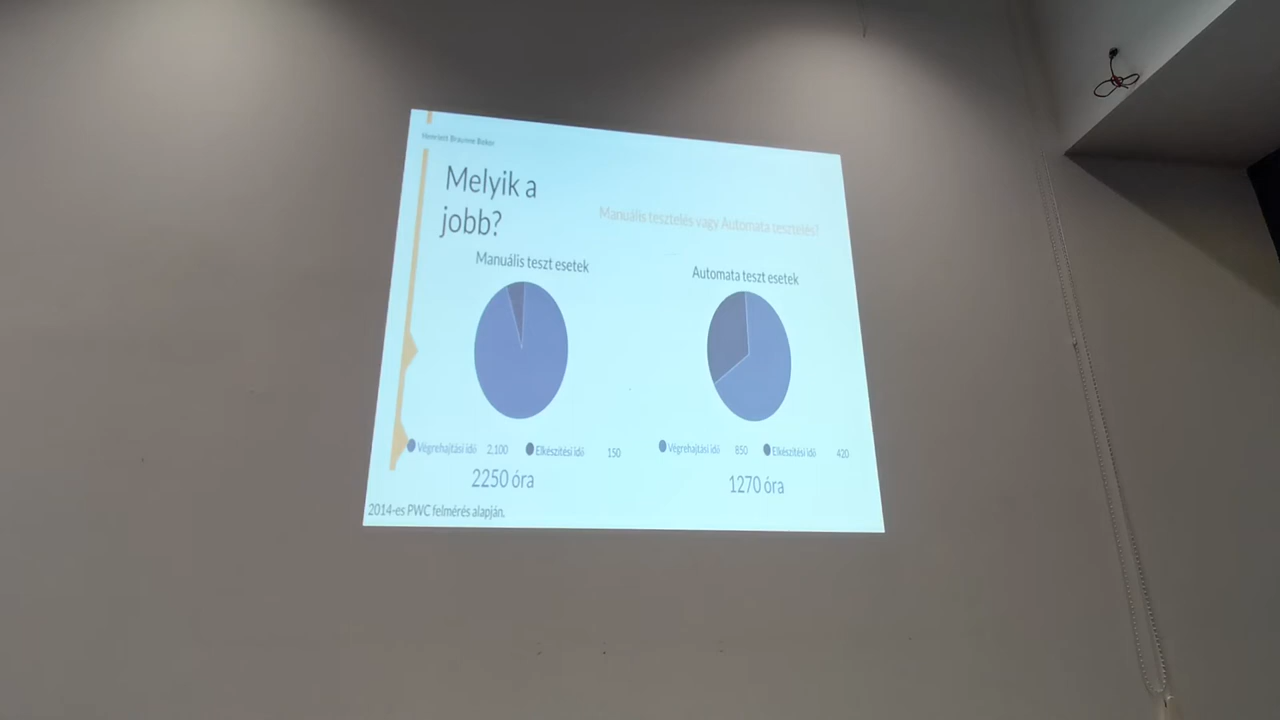 Melyik a
jobb?
Manuális tesztelés vagy Automata tesztelés?
Manuális teszt esetek
Automata teszt esetek
Végrehajtási idő 2,100 Elkészítési idő 150
Végrehajtási idő 850 Elkészítési idő 420
2250 óra
1270 óra
2014-es PWC felmérés alapján.